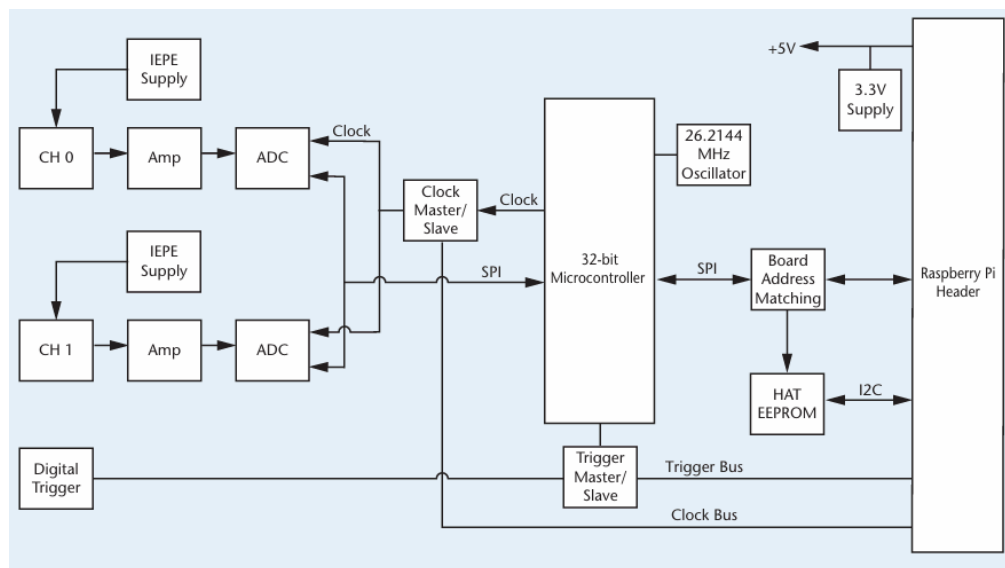 IEPE
Supply
+5V
3.3V
Supply
CH 0
Amp
ADC
Clock
26.2144
MHz
Oscillator
Clock
Master/
Slave
Clock
IEPE
Supply
SPI
32-bit
Microcontroller
SPI
Board
Address
Matching
Raspberry Pi
Header
CH 1
Amp
ADC
HAT
EEPROM
I2C
Digital
Trigger
Trigger
Master/
Slave
Trigger Bus
Clock Bus